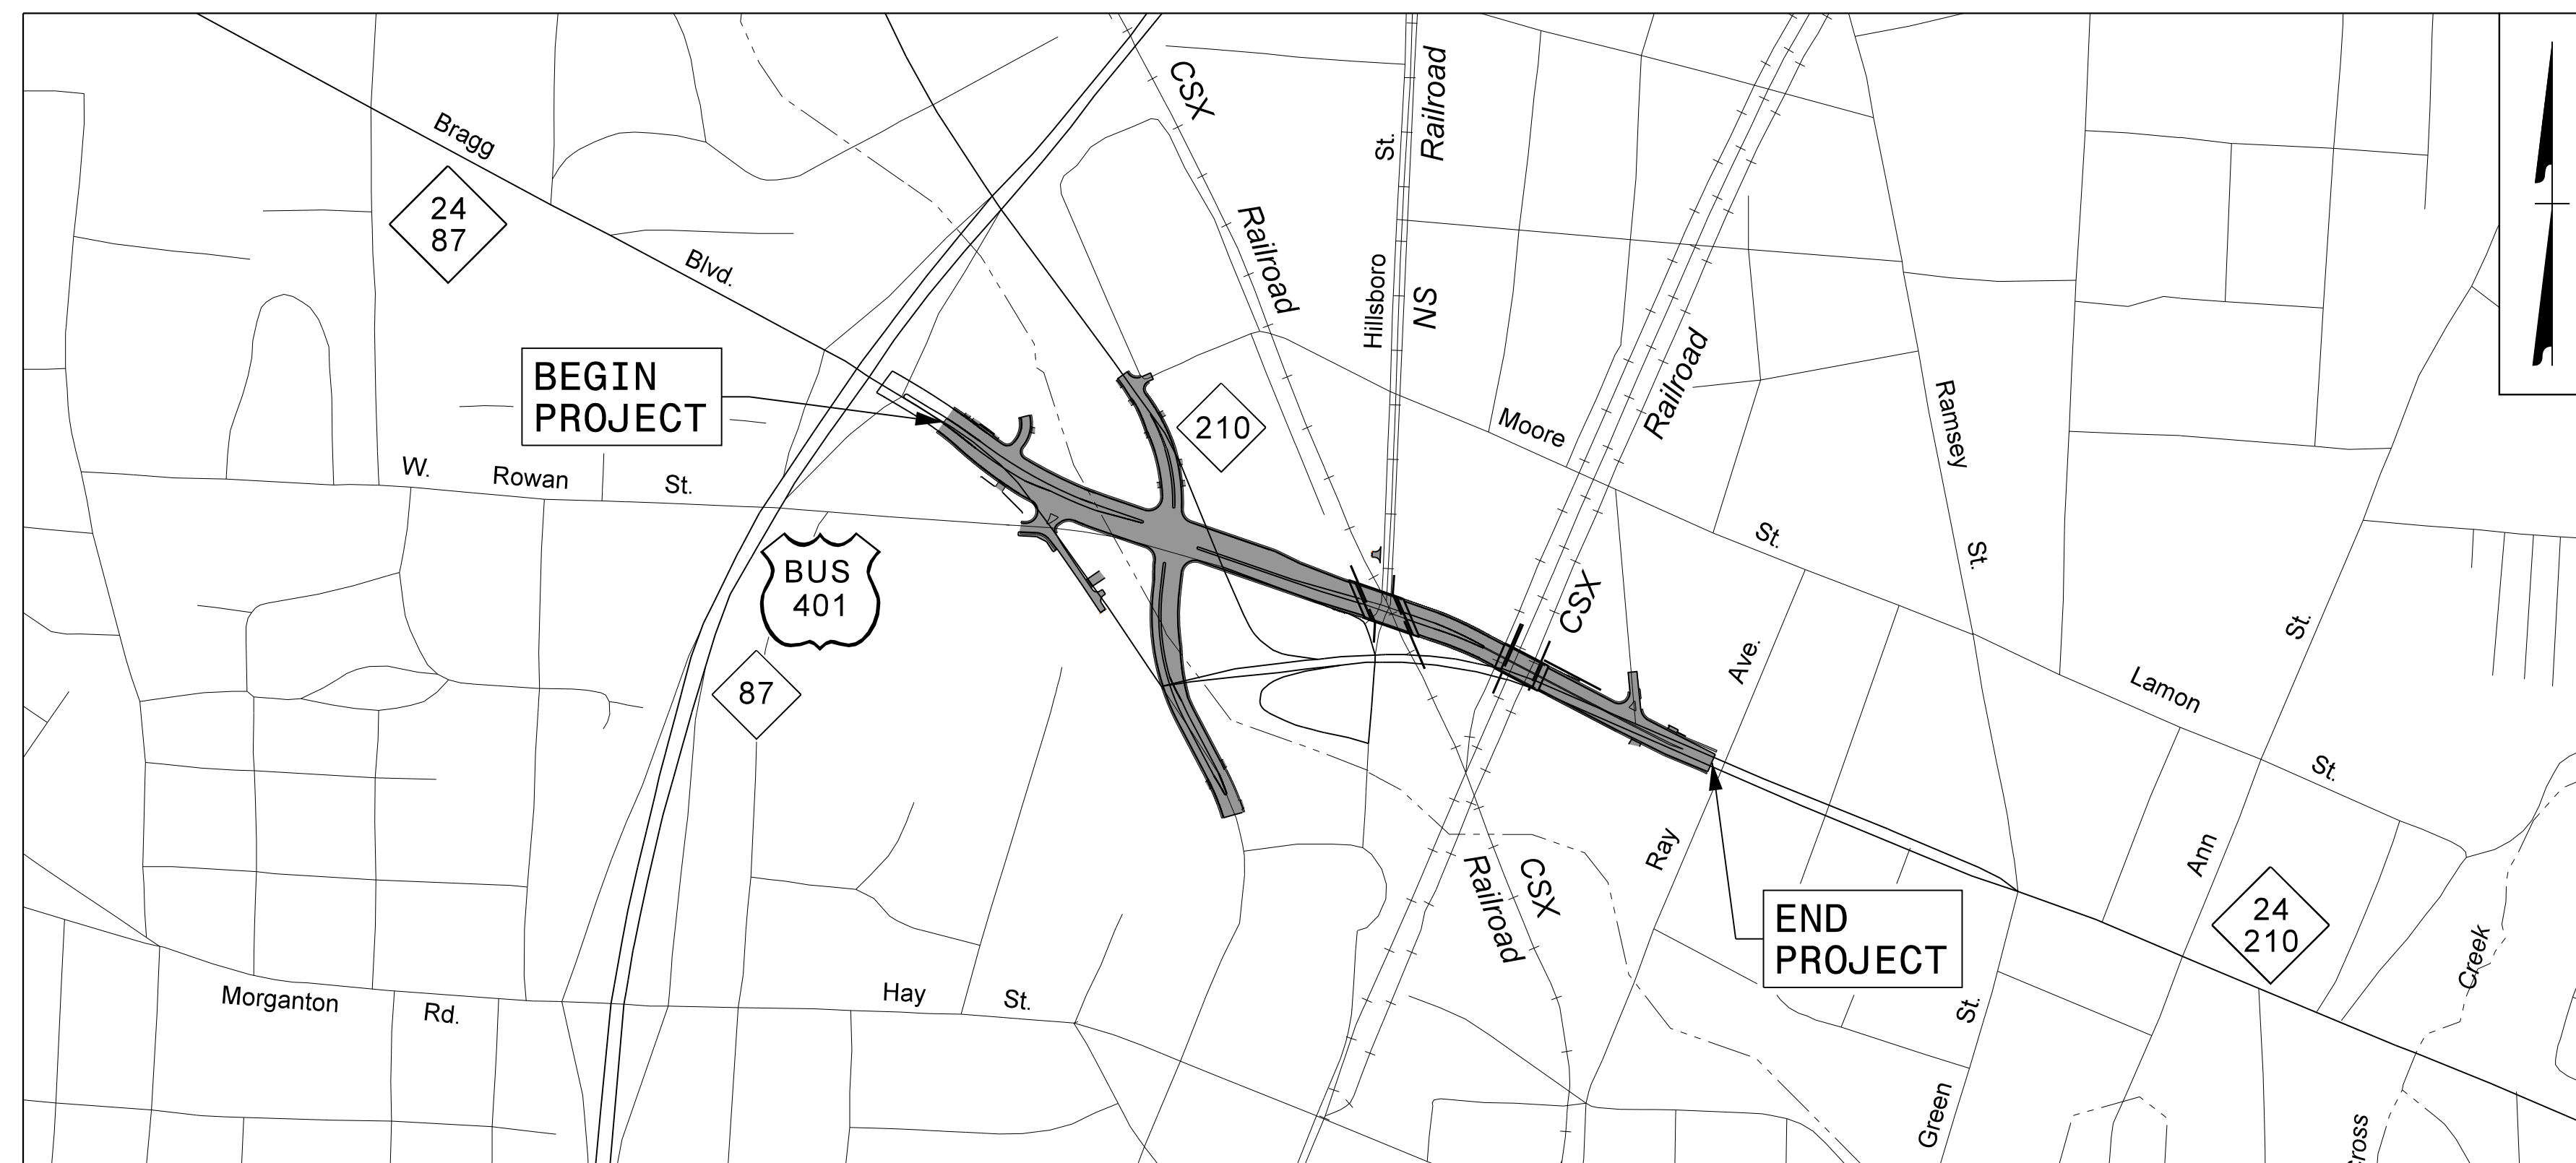 CSX
Railroad
St.
Railroad
Hillsboro
NS
Bragg
Blvd.
24
87
BEGIN
PROJECT
210
Railroad
CSX
Moore
St.
Ramsey
St.
W. Rowan St.
BUS
401
87
Ray
Ave.
Lamon
St.
Ann
St.
CSX
Railroad
END
PROJECT
24
210
Creek
Morganton Rd.
Hay St.
Green
St.